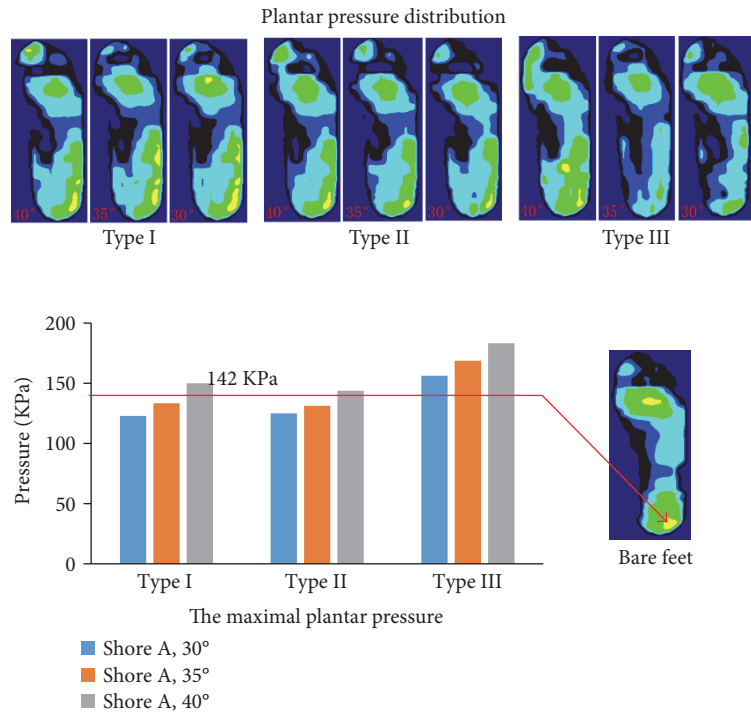 Plantar pressure distribution
40° 35° 30° 40° 35° 30° 40° 35° 30°
Type I Type II Type III
200
150
100
50
0
Pressure (KPa)
142 KPa
Type I Type II Type III
The maximal plantar pressure
Bare feet
Shore A, 30°
Shore A, 35°
Shore A, 40°